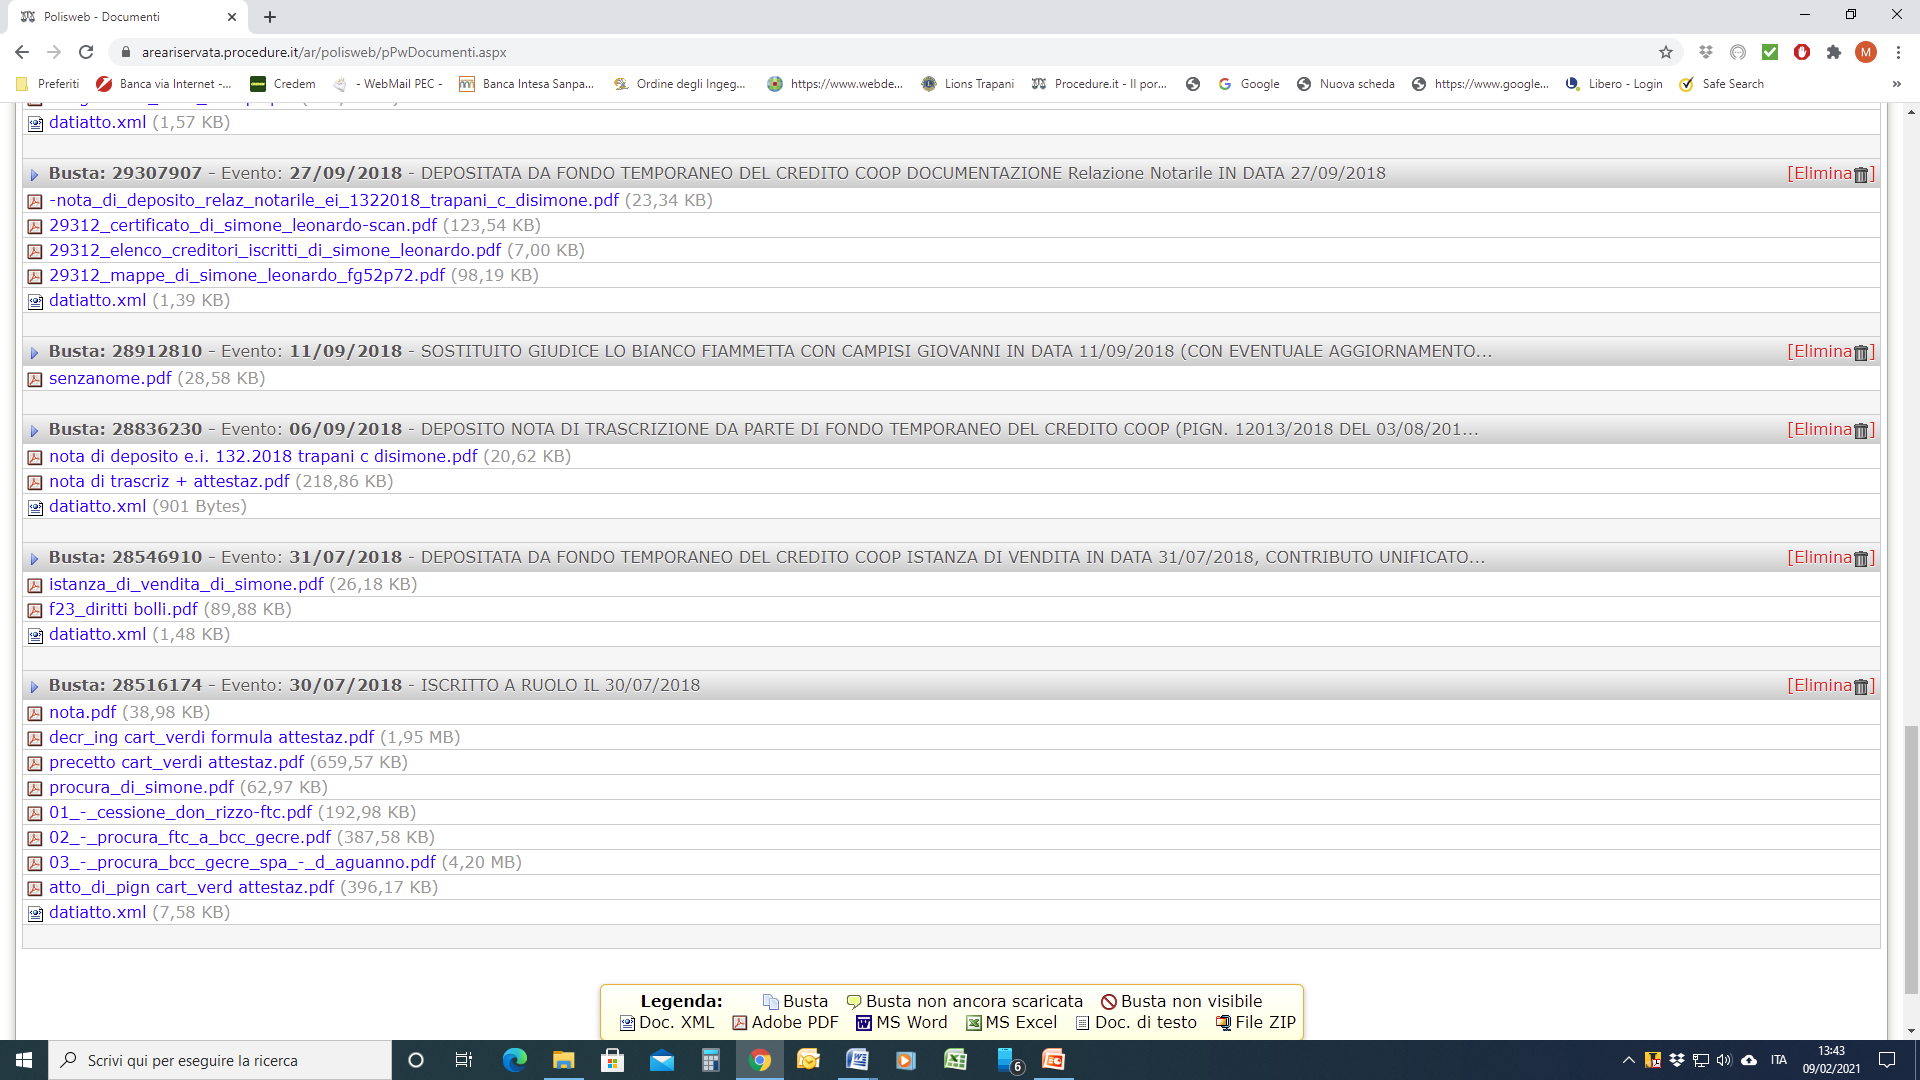 Polisweb - Documenti
areariservata.procedure.it/ar/polisweb/pPwDocumenti.aspx
M
Preferiti
Banca via Internet -...
Credem
- WebMail PEC -
Banca Intesa Sanpa...
Ordine degli Ingeg...
https://www.webde...
Lions Trapani
Procedure.it - Il por...
Google
Nuova scheda
https://www.google...
Libero - Login
Safe Search
»
datiatto.xml (1,57 KB)
Busta: 29307907 - Evento: 27/09/2018 - DEPOSITATA DA FONDO TEMPORANEO DEL CREDITO COOP DOCUMENTAZIONE Relazione Notarile IN DATA 27/09/2018 [Elimina]
-nota_di_deposito_relaz_notarile_ei_1322018_trapani_c_disimone.pdf (23,34 KB)
29312_certificato_di_simone_leonardo-scan.pdf (123,54 KB)
29312_elenco_creditori_iscritti_di_simone_leonardo.pdf (7,00 KB)
29312_mappe_di_simone_leonardo_fg52p72.pdf (98,19 KB)
datiatto.xml (1,39 KB)
Busta: 28912810 - Evento: 11/09/2018 - SOSTITUITO GIUDICE LO BIANCO FIAMMETTA CON CAMPISI GIOVANNI IN DATA 11/09/2018 (CON EVENTUALE AGGIORNAMENTO... [Elimina]
senzanome.pdf (28,58 KB)
Busta: 28836230 - Evento: 06/09/2018 - DEPOSITO NOTA DI TRASCRIZIONE DA PARTE DI FONDO TEMPORANEO DEL CREDITO COOP (PIGN. 12013/2018 DEL 03/08/201... [Elimina]
nota di deposito e.i. 132.2018 trapani c disimone.pdf (20,62 KB)
nota di trascriz + attestaz.pdf (218,86 KB)
datiatto.xml (901 Bytes)
Busta: 28546910 - Evento: 31/07/2018 - DEPOSITATA DA FONDO TEMPORANEO DEL CREDITO COOP ISTANZA DI VENDITA IN DATA 31/07/2018, CONTRIBUTO UNIFICATO... [Elimina]
istanza_di_vendita_di_simone.pdf (26,18 KB)
f23_diritti bolli.pdf (89,88 KB)
datiatto.xml (1,48 KB)
Busta: 28516174 - Evento: 30/07/2018 - ISCRITTO A RUOLO IL 30/07/2018 [Elimina]
nota.pdf (38,98 KB)
decr_ing cart_verdi formula attestaz.pdf (1,95 MB)
precetto cart_verdi attestaz.pdf (659,57 KB)
procura_di_simone.pdf (62,97 KB)
01_-_cessione_don_rizzo-ftc.pdf (192,98 KB)
02_-_procura_ftc_a_bcc_gecre.pdf (387,58 KB)
03_-_procura_bcc_gecre_spa_-_d_aguanno.pdf (4,20 MB)
atto_di_pign cart_verd attestaz.pdf (396,17 KB)
datiatto.xml (7,58 KB)
Legenda: Busta Busta non ancora scaricata Busta non visibile
Doc. XML Adobe PDF MS Word MS Excel Doc. di testo File ZIP
Scrivi qui per eseguire la ricerca
6
ITA
13:43
09/02/2021